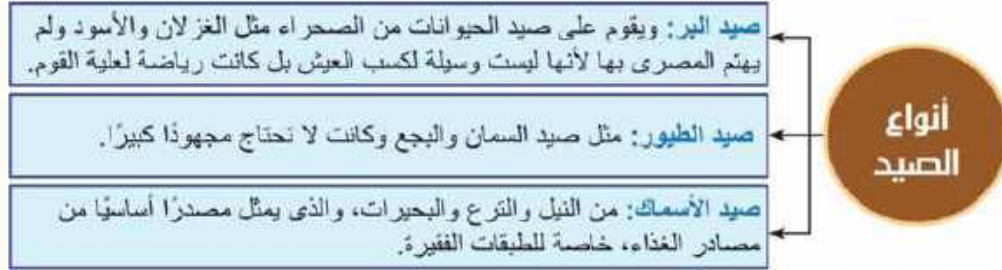 أنواع
الصيد
صيد البر: ويقوم على صيد الحيوانات من الصحراء مثل الغزلان والأسود ولم
يهتم المصرى بها لأنها ليست وسيلة لكسب العيش بل كانت رياضة لعلية القوم.
صيد الطيور: مثل صيد السمان والبجع وكانت لا تحتاج مجهودًا كبيرًا.
صيد الأسماك: من النيل والترع والبحيرات، والذى يمثل مصدرًا أساسيًا من
مصادر الغذاء، خاصة للطبقات الفقيرة.